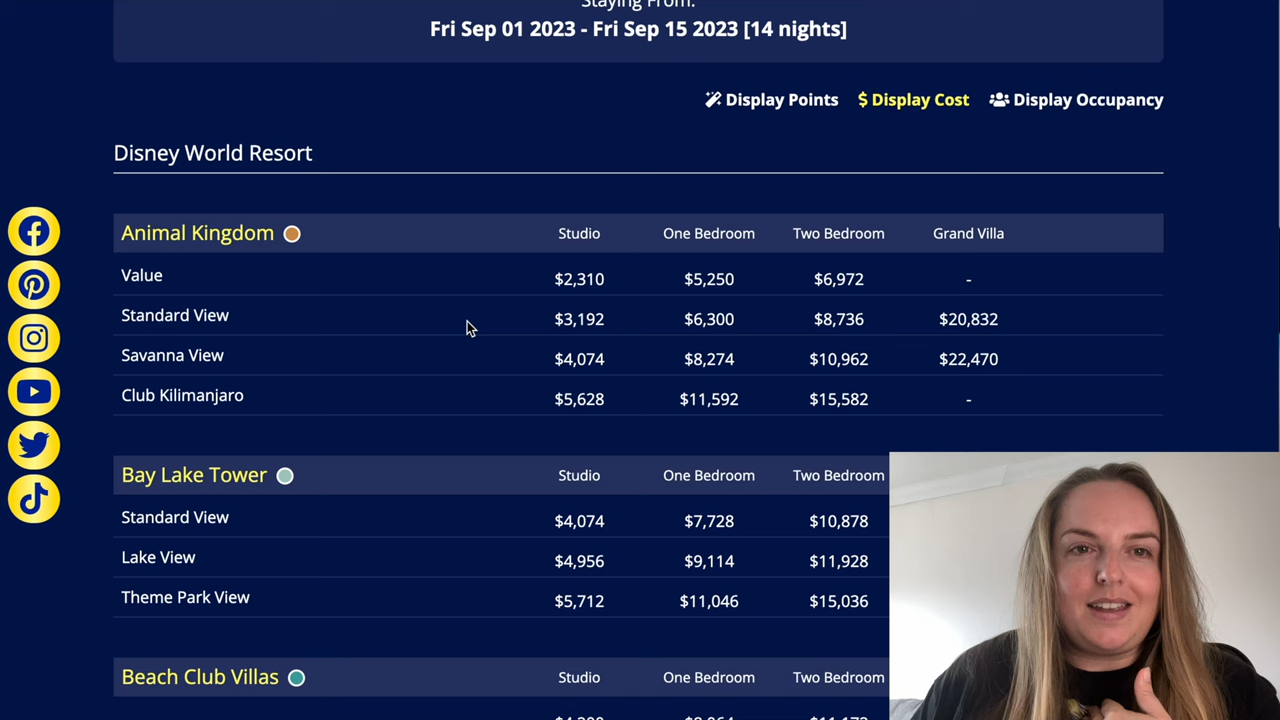 Staying From:
Fri Sep 01 2023 - Fri Sep 15 2023 [14 nights]
Display Points $ Display Cost Display Occupancy
Disney World Resort
Animal Kingdom Studio One Bedroom Two Bedroom Grand Villa
Value $2,310 $5,250 $6,972 -
Standard View $3,192 $6,300 $8,736 $20,832
Savanna View $4,074 $8,274 $10,962 $22,470
Club Kilimanjaro $5,628 $11,592 $15,582 -
Bay Lake Tower Studio One Bedroom Two Bedroom
Standard View $4,074 $7,728 $10,878
Lake View $4,956 $9,114 $11,928
Theme Park View $5,712 $11,046 $15,036
Beach Club Villas Studio One Bedroom Two Bedroom